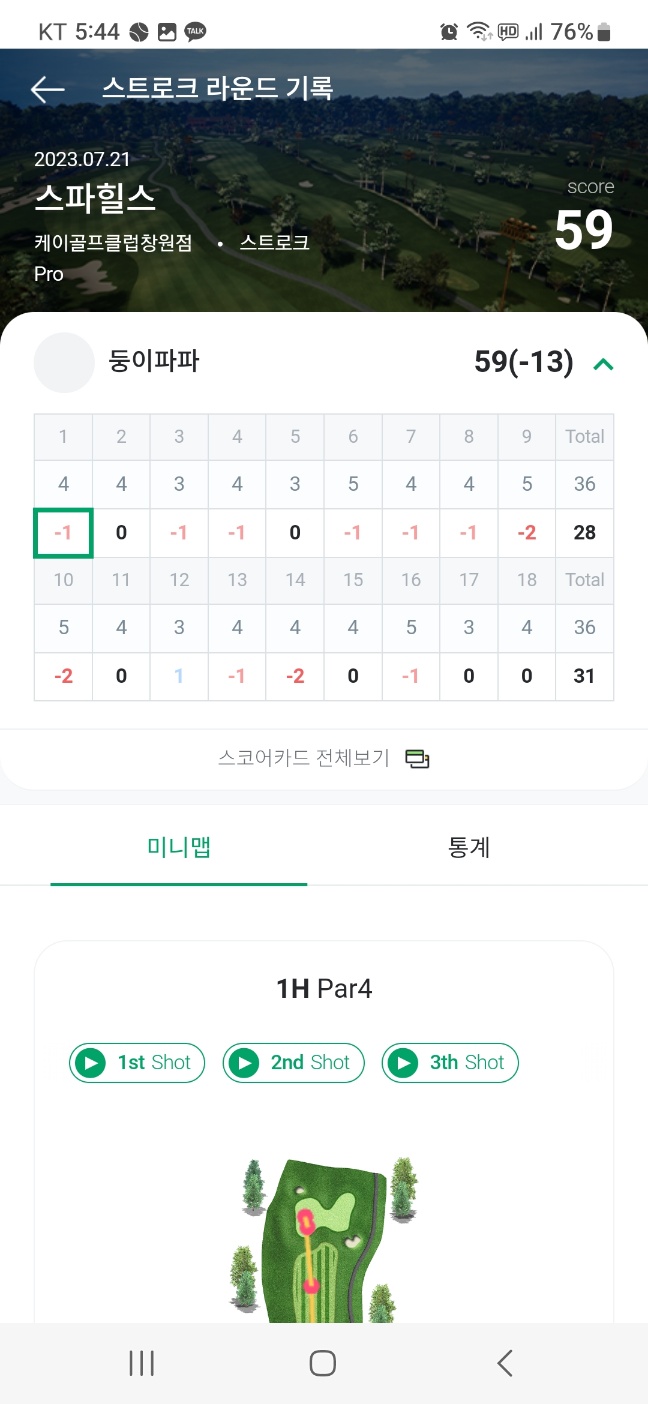 KT 5:44 TALK HD 76%
스트로크 라운드 기록
2023.07.21
스파힐스
score
59
케이골프클럽창원점 • 스트로크
Pro
둥이파파 59(-13)
1 2 3 4 5 6 7 8 9 Total
4 4 3 4 3 5 4 4 5 36
-1 0 -1 -1 0 -1 -1 -1 -2 28
10 11 12 13 14 15 16 17 18 Total
5 4 3 4 4 4 5 3 4 36
-2 0 1 -1 -2 0 -1 0 0 31
스코어카드 전체보기
미니맵 통계
1H Par4
1st Shot 2nd Shot 3th Shot